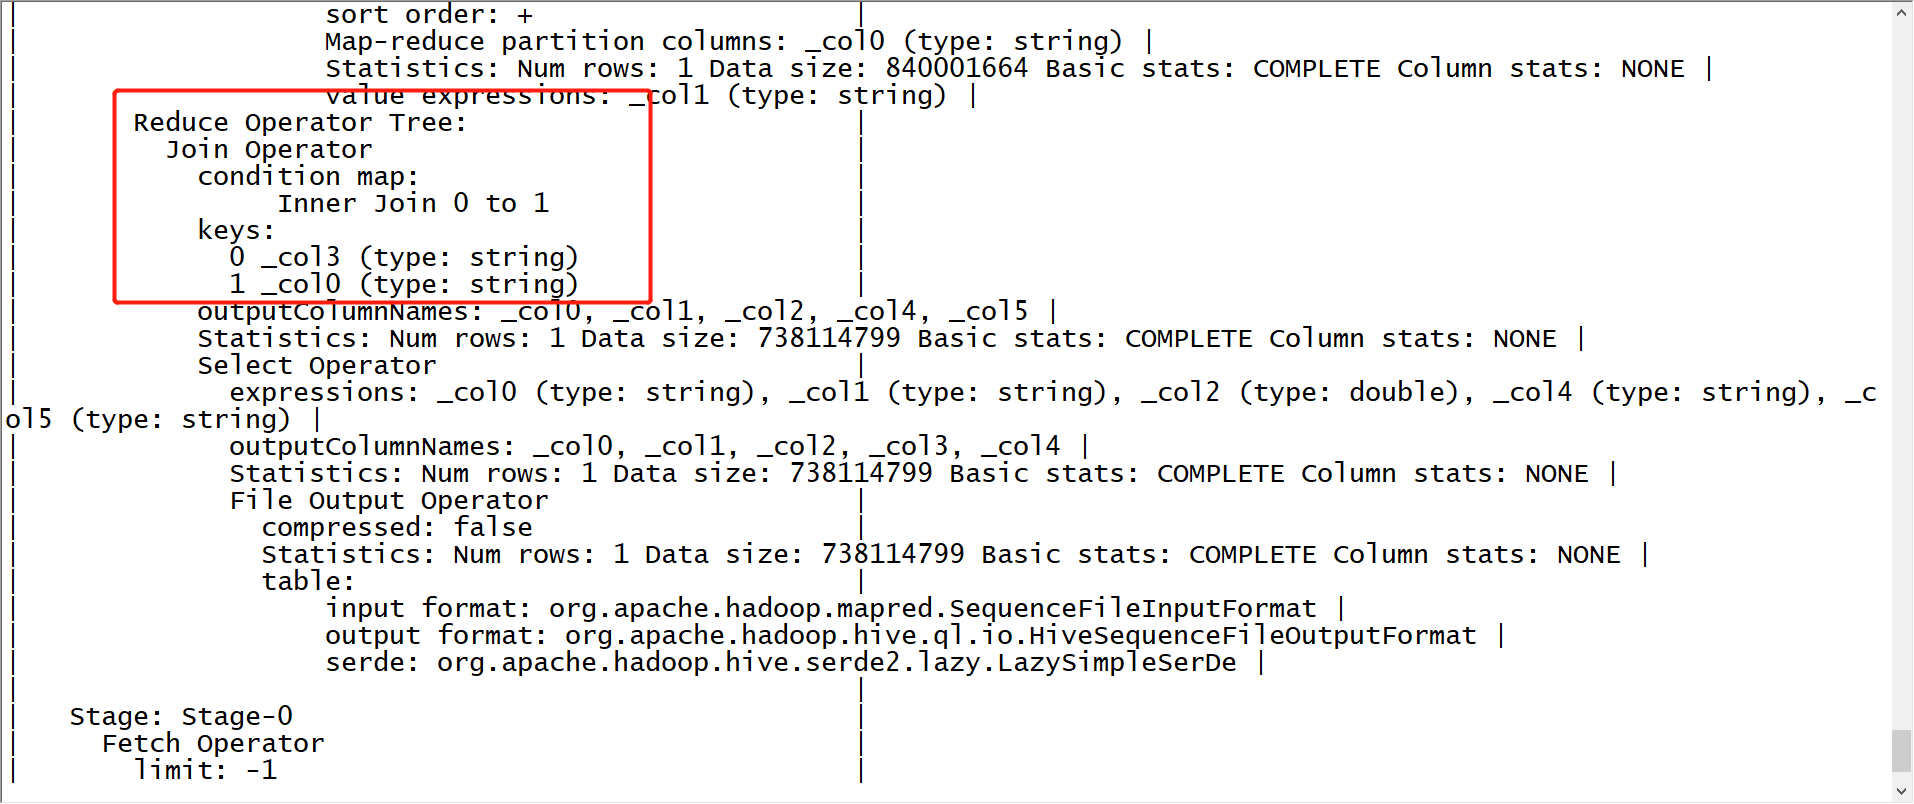 |                   sort order: +                    |
|                   Map-reduce partition columns: _col0 (type: string) |
|                   Statistics: Num rows: 1 Data size: 840001664 Basic stats: COMPLETE Column stats: NONE |
|                   value expressions: _col1 (type: string) |
|       Reduce Operator Tree:                        |
|         Join Operator                              |
|           condition map:                           |
|                Inner Join 0 to 1                   |
|           keys:                                    |
|             0 _col3 (type: string)                 |
|             1 _col0 (type: string)                 |
|           outputColumnNames: _col0, _col1, _col2, _col4, _col5 |
|           Statistics: Num rows: 1 Data size: 738114799 Basic stats: COMPLETE Column stats: NONE |
|           Select Operator                          |
|             expressions: _col0 (type: string), _col1 (type: string), _col2 (type: double), _col4 (type: string), _c
ol5 (type: string) |
|             outputColumnNames: _col0, _col1, _col2, _col3, _col4 |
|             Statistics: Num rows: 1 Data size: 738114799 Basic stats: COMPLETE Column stats: NONE |
|             File Output Operator                   |
|               compressed: false                    |
|               Statistics: Num rows: 1 Data size: 738114799 Basic stats: COMPLETE Column stats: NONE |
|               table:                               |
|                   input format: org.apache.hadoop.mapred.SequenceFileInputFormat |
|                   output format: org.apache.hadoop.hive.ql.io.HiveSequenceFileOutputFormat |
|                   serde: org.apache.hadoop.hive.serde2.lazy.LazySimpleSerDe |
|                                                    |
|   Stage: Stage-0                                   |
|     Fetch Operator                                 |
|       limit: -1                                    |